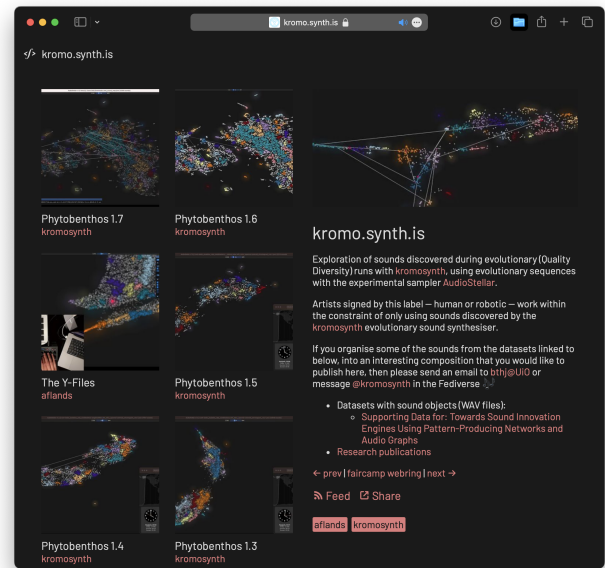 kromo.synth.is
kromo.synth.is
Phytobenthos 1.7
kromosynth
Phytobenthos 1.6
kromosynth
The Y-Files
aflands
Phytobenthos 1.5
kromosynth
Phytobenthos 1.4
kromosynth
Phytobenthos 1.3
kromosynth
kromo.synth.is
Exploration of sounds discovered during evolutionary (Quality
Diversity) runs with kromosynth, using evolutionary sequences
with the experimental sampler AudioStellar.
Artists signed by this label – human or robotic – work within
the constraint of only using sounds discovered by the
kromosynth evolutionary sound synthesiser.
If you organise some of the sounds from the datasets linked to
below, into an interesting composition that you would like to
publish here, then please send an email to bthj@UiO or
message @kromosynth in the Fediverse
• Datasets with sound objects (WAV files):
Supporting Data for: Towards Sound Innovation
Engines Using Pattern-Producing Networks and
Audio Graphs
• Research publications
← prev | faircamp webring | next →
Feed Share
aflands kromosynth